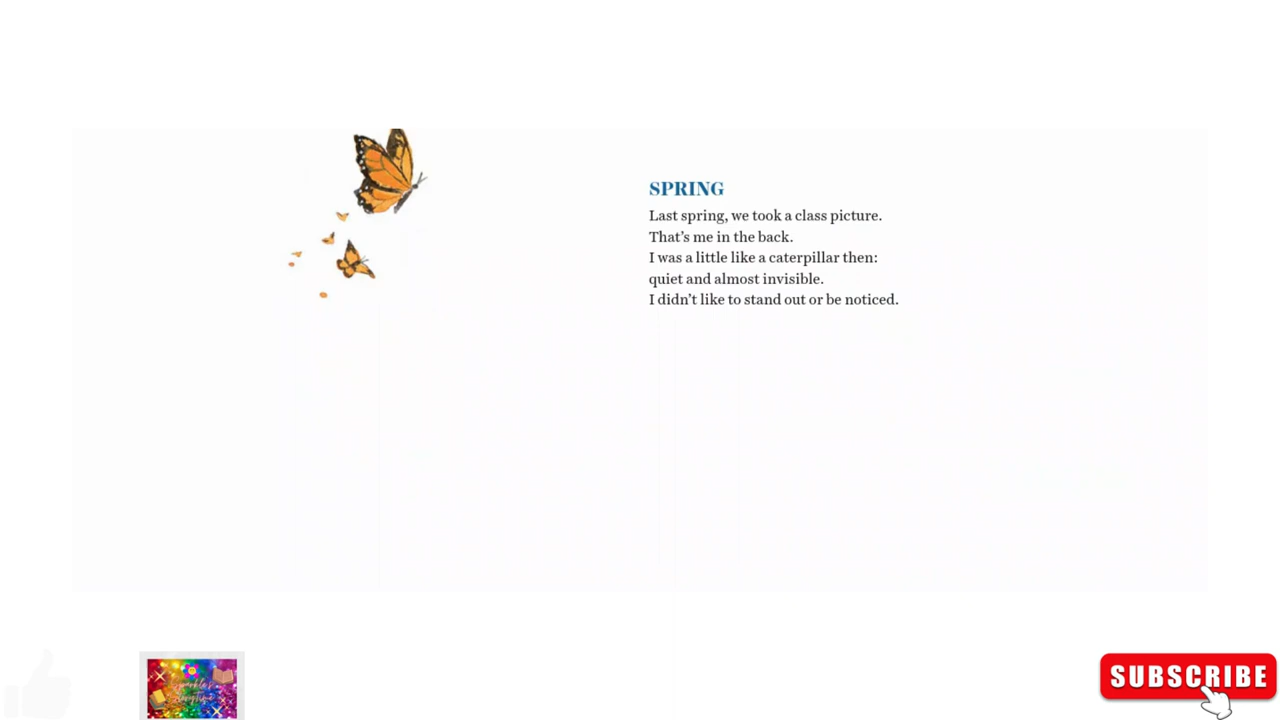 SPRING
Last spring, we took a class picture.
That's me in the back.
I was a little like a caterpillar then:
quiet and almost invisible.
I didn't like to stand out or be noticed.
SUBSCRIBE